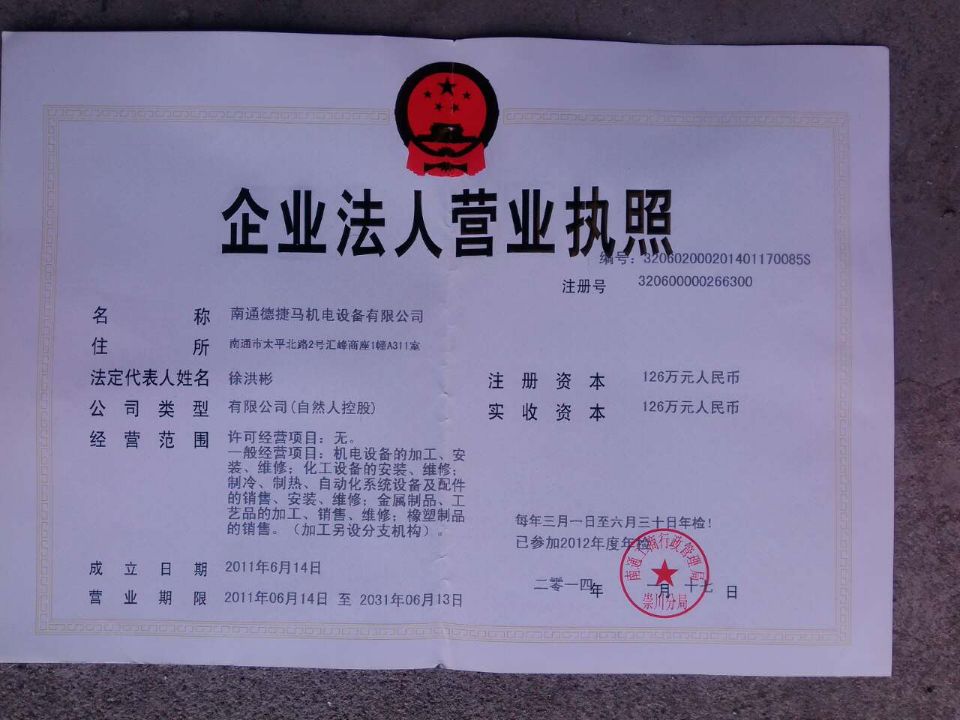 企业法人营业执照
编号：320602000201401170085S
注册号 320600000266300
名称 南通德捷马机电设备有限公司
住所 南通市太平北路2号汇峰商座1幢A311室
法定代表人姓名 徐洪彬
注册资本 126万元人民币
公司类型 有限公司(自然人控股)
实收资本 126万元人民币
经营范围 许可经营项目：无。
一般经营项目：机电设备的加工、安
装、维修；化工设备的安装、维修；
制冷、制热、自动化系统设备及配件
的销售、安装、维修；金属制品、工
艺品的加工、销售、维修；橡塑制品
的销售。（加工另设分支机构）。
每年三月一日至六月三十日年检！
已参加2012年度年检
成立日期 2011年6月14日
营业期限 2011年06月14日 至 2031年06月13日
二零一四年 一月 十七 日
南通工商行政管理局
崇川分局